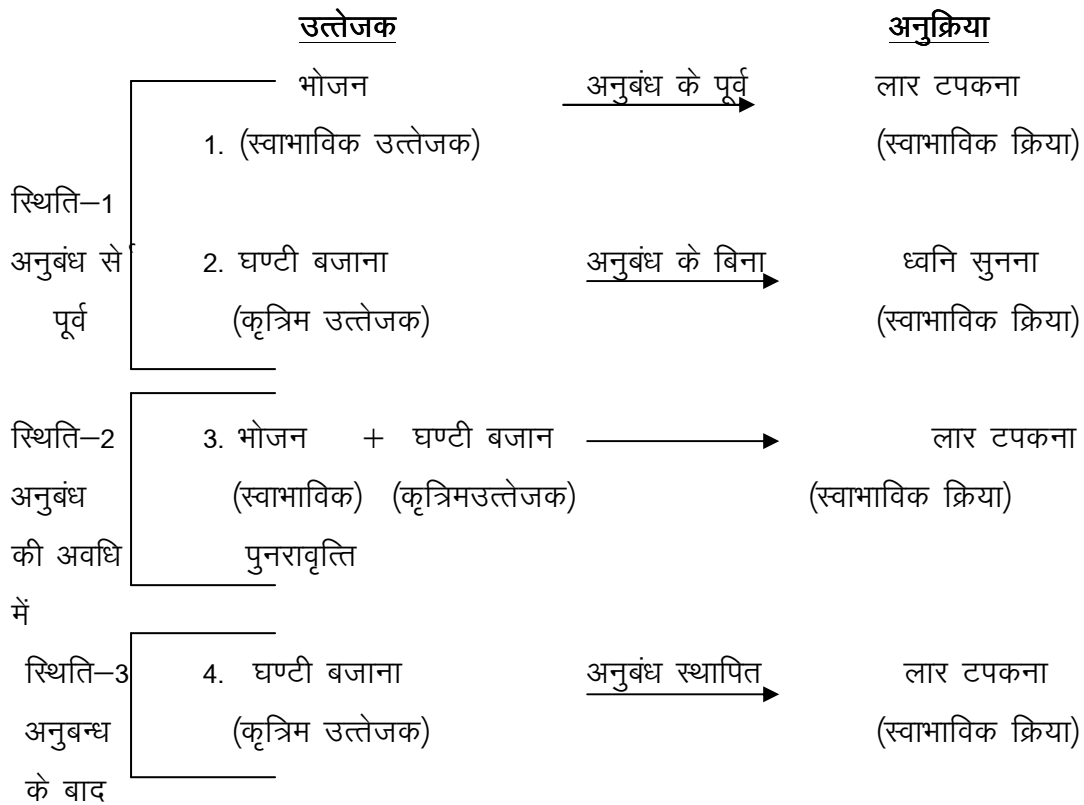 उत्तेजक अनुक्रिया
भोजन अनुबंध के पूर्व लार टपकना
1. (स्वाभाविक उत्तेजक) (स्वाभाविक क्रिया)
स्थिति–1
अनुबंध से 2. घण्टी बजाना अनुबंध के बिना ध्वनि सुनना
पूर्व (कृत्रिम उत्तेजक) (स्वाभाविक क्रिया)
स्थिति–2 3. भोजन + घण्टी बजान लार टपकना
अनुबंध (स्वाभाविक) (कृत्रिमउत्तेजक) (स्वाभाविक क्रिया)
की अवधि पुनरावृत्ति
में
स्थिति–3 4. घण्टी बजाना अनुबंध स्थापित लार टपकना
अनुबन्ध (कृत्रिम उत्तेजक) (स्वाभाविक क्रिया)
के बाद